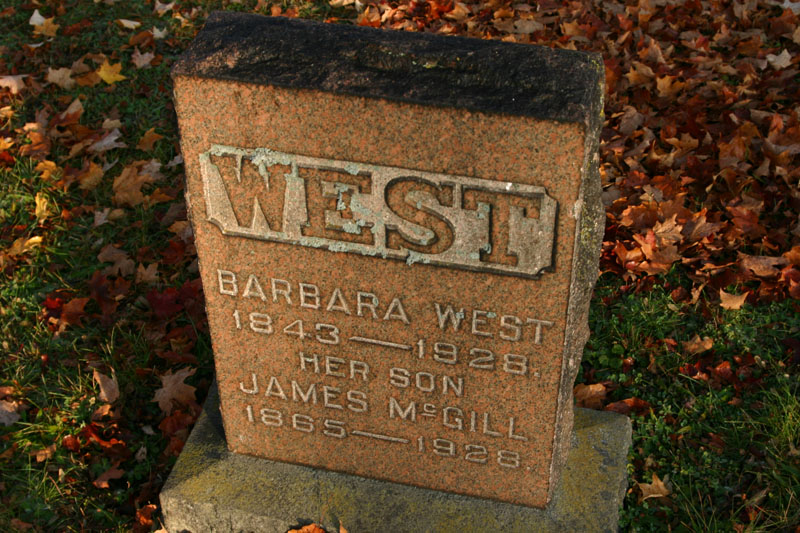 WEST
BARBARA WEST
1843—1928.
HER SON
JAMES McGILL
1865—1928.